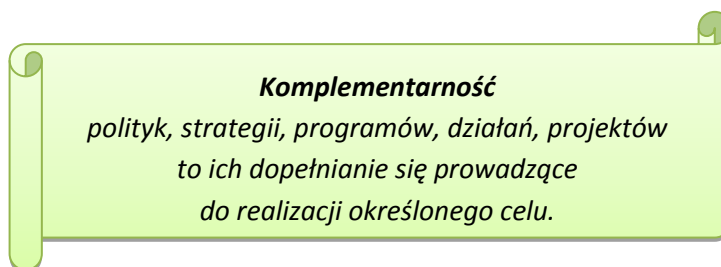 Komplementarność
polityk, strategii, programów, działań, projektów
to ich dopełnianie się prowadzące
do realizacji określonego celu.